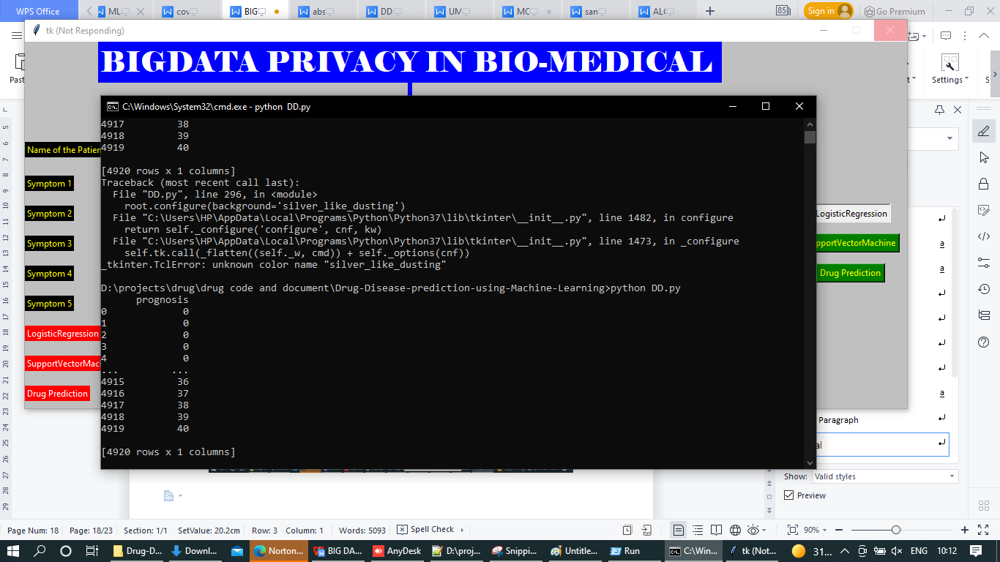 WPS Office
ML
cov
BIG
abs
DD
UM
MC
san
ALC
Sign in
Go Premium
tk (Not Responding)
BIGDATA PRIVACY IN BIO-MEDICAL
Settings
C:\Windows\System32\cmd.exe - python DD.py
4917 38
4918 39
4919 40
[4920 rows x 1 columns]
Traceback (most recent call last):
File "DD.py", line 296, in <module>
root.configure(background='silver_like_dusting')
File "C:\Users\HP\AppData\Local\Programs\Python\Python37\lib\tkinter\__init__.py", line 1482, in configure
return self._configure('configure', cnf, kw)
File "C:\Users\HP\AppData\Local\Programs\Python\Python37\lib\tkinter\__init__.py", line 1473, in _configure
self.tk.call(_flatten((self._w, cmd)) + self._options(cnf))
_tkinter.TclError: unknown color name "silver_like_dusting"
D:\projects\drug\drug code and document\Drug-Disease-prediction-using-Machine-Learning>python DD.py
prognosis
0 0
1 0
2 0
3 0
4 0
... ...
4915 36
4916 37
4917 38
4918 39
4919 40
[4920 rows x 1 columns]
Name of the Patien
Symptom 1
Symptom 2
Symptom 3
Symptom 4
Symptom 5
LogisticRegression
SupportVectorMac
Drug Prediction
LogisticRegression
pportVectorMachine
Drug Prediction
Paragraph
al
Show: Valid styles
Preview
Page Num: 18 Page: 18/23 Section: 1/1 SetValue: 20.2cm Row: 3 Column: 1 Words: 5093 Spell Check 90%
Drug-D...
Downl...
Norton...
BIG DA...
AnyDesk
D:\proj...
Snippi...
Untitle...
Run
C:\Win...
tk (Not...
31...
ENG
10:12